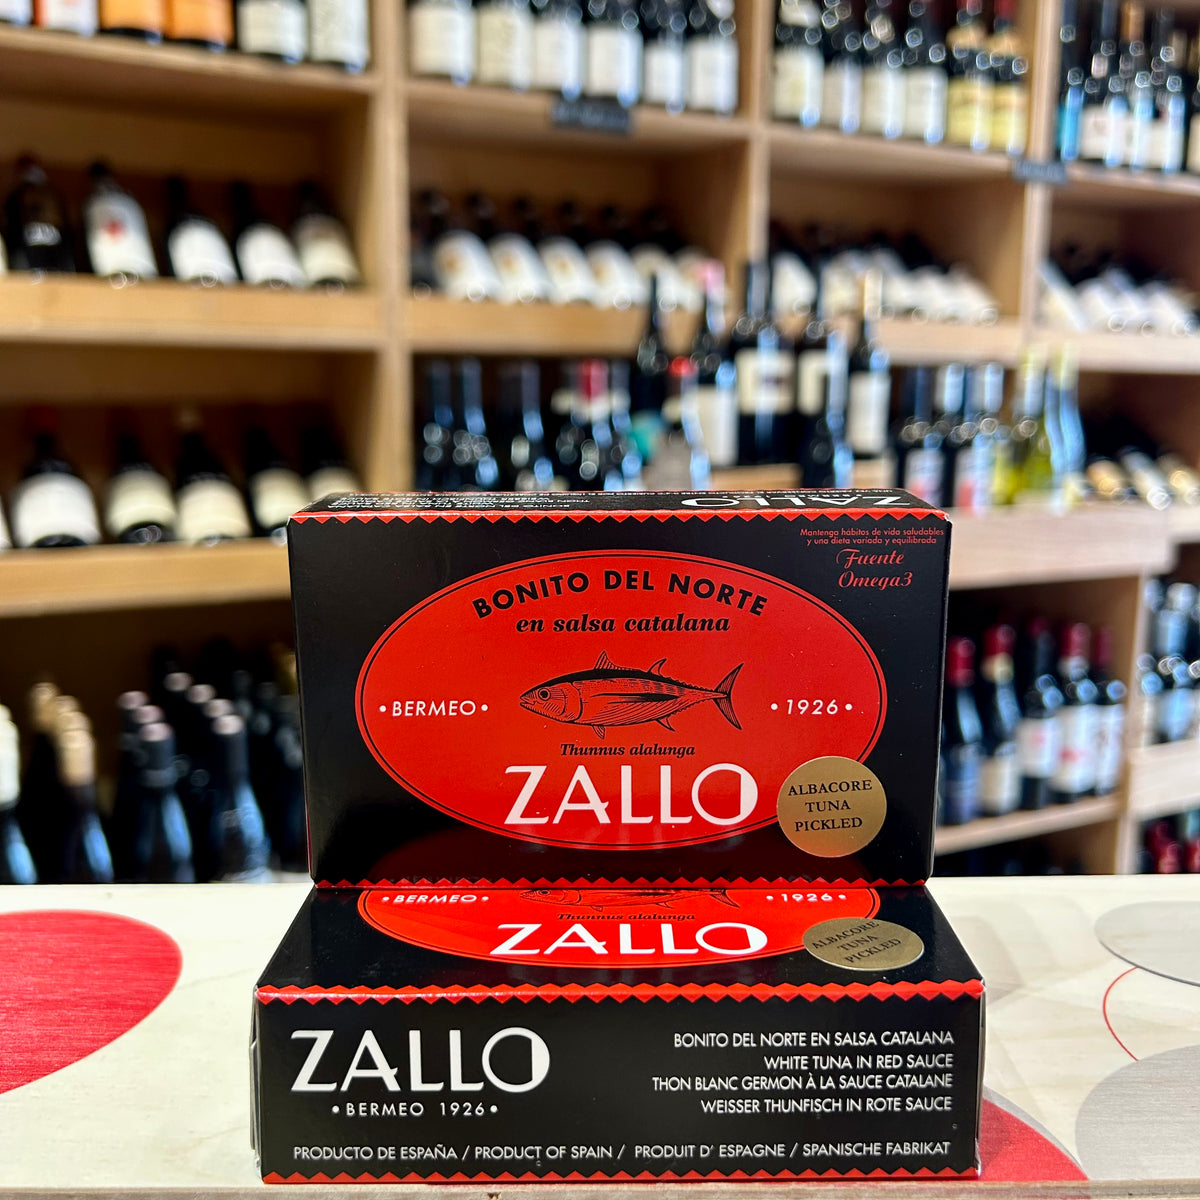 Mantenga hábitos de vida saludables
y una dieta variada y equilibrada
Fuente
Omega3
BONITO DEL NORTE
en salsa catalana
•BERMEO•
•1926•
Thunnus alalunga
ZALLO
ALBACORE
TUNA
PICKLED
•BERMEO•
•1926•
Thunnus alalunga
ZALLO
ALBACORE
TUNA
PICKLED
ZALLO
•BERMEO 1926•
BONITO DEL NORTE EN SALSA CATALANA
WHITE TUNA IN RED SAUCE
THON BLANC GERMON À LA SAUCE CATALANE
WEISSER THUNFISCH IN ROTE SAUCE
PRODUCTO DE ESPAÑA / PRODUCT OF SPAIN / PRODUIT D' ESPAGNE / SPANISCHE FABRIKAT